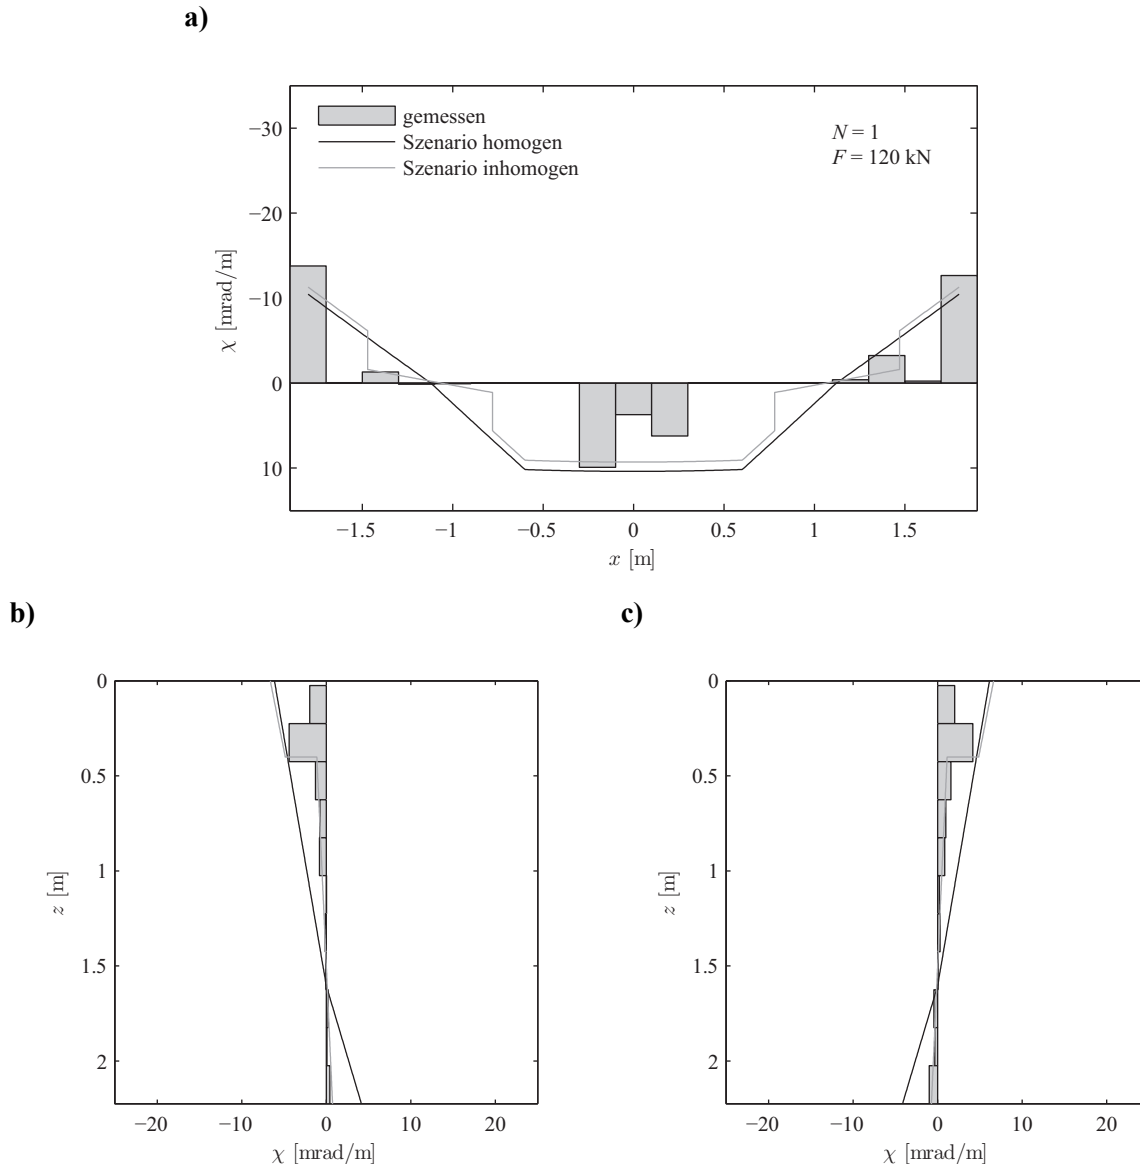 a)
gemessen
Szenario homogen
Szenario inhomogen
N = 1
F = 120 kN
−30
−20
−10
0
10
χ [mrad/m]
−1.5
−1
−0.5
0
0.5
1
1.5
x [m]
b)
0
0.5
1
1.5
2
z [m]
−20
−10
0
10
20
χ [mrad/m]
c)
0
0.5
1
1.5
2
z [m]
−20
−10
0
10
20
χ [mrad/m]